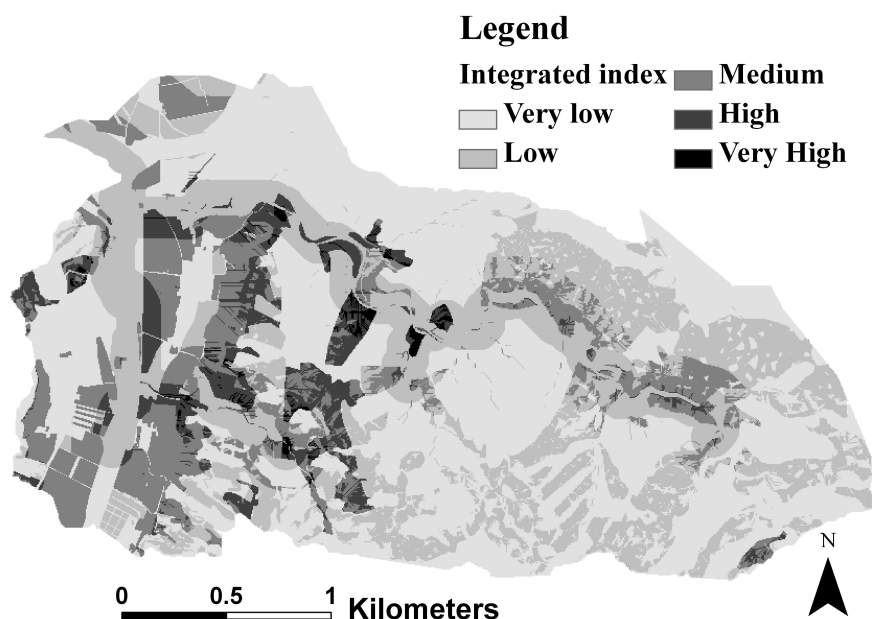 Legend
Integrated index
Very low
Low
Medium
High
Very High
N
0 0.5 1
Kilometers